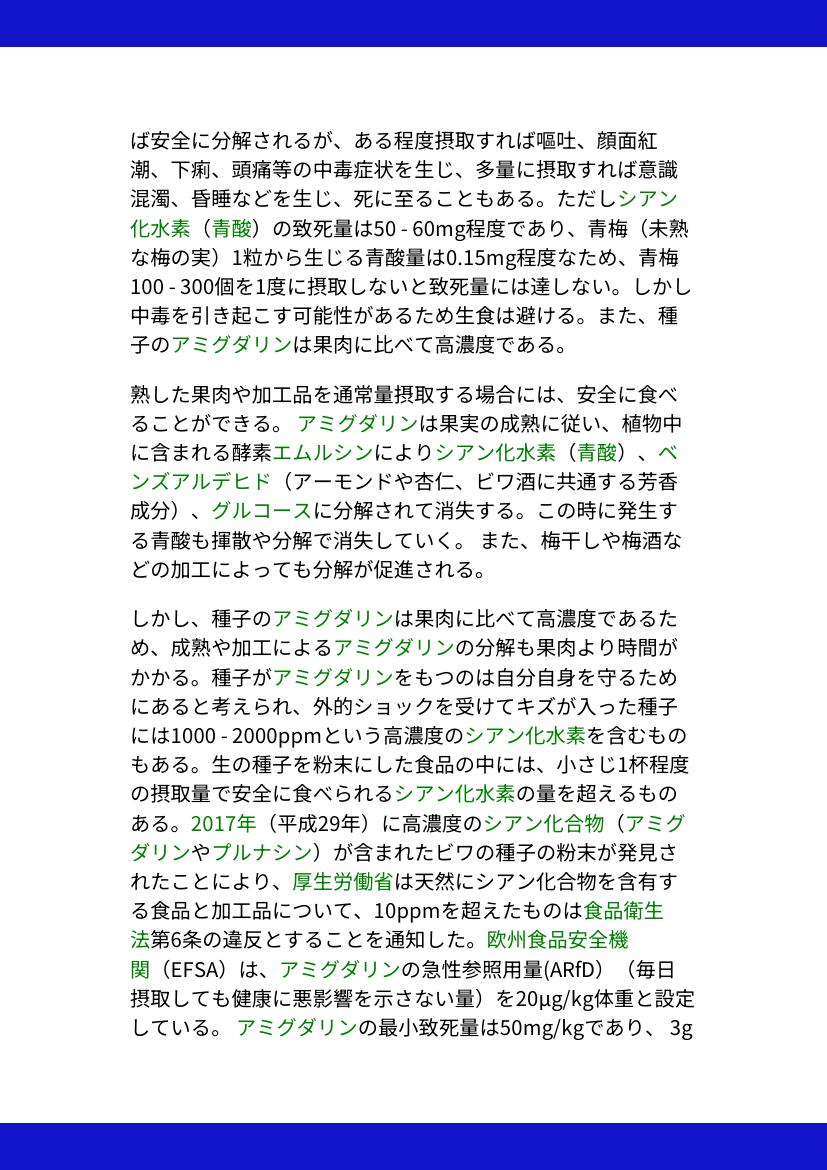 ば安全に分解されるが、ある程度摂取すれば嘔吐、顔面紅
潮、下痢、頭痛等の中毒症状を生じ、多量に摂取すれば意識
混濁、昏睡などを生じ、死に至ることもある。ただしシアン
化水素（青酸）の致死量は50 - 60mg程度であり、青梅（未熟
な梅の実）1粒から生じる青酸量は0.15mg程度なため、青梅
100 - 300個を1度に摂取しないと致死量には達しない。しかし
中毒を引き起こす可能性があるため生食は避ける。また、種
子のアミグダリンは果肉に比べて高濃度である。
熟した果肉や加工品を通常量摂取する場合には、安全に食べ
ることができる。 アミグダリンは果実の成熟に従い、植物中
に含まれる酵素エムルシンによりシアン化水素（青酸）、ベ
ンズアルデヒド（アーモンドや杏仁、ビワ酒に共通する芳香
成分）、グルコースに分解されて消失する。この時に発生す
る青酸も揮散や分解で消失していく。 また、梅干しや梅酒な
どの加工によっても分解が促進される。
しかし、種子のアミグダリンは果肉に比べて高濃度であるた
め、成熟や加工によるアミグダリンの分解も果肉より時間が
かかる。種子がアミグダリンをもつのは自分自身を守るため
にあると考えられ、外的ショックを受けてキズが入った種子
には1000 - 2000ppmという高濃度のシアン化水素を含むもの
もある。生の種子を粉末にした食品の中には、小さじ1杯程度
の摂取量で安全に食べられるシアン化水素の量を超えるもの
ある。2017年（平成29年）に高濃度のシアン化合物（アミグ
ダリンやプルナシン）が含まれたビワの種子の粉末が発見さ
れたことにより、厚生労働省は天然にシアン化合物を含有す
る食品と加工品について、10ppmを超えたものは食品衛生
法第6条の違反とすることを通知した。欧州食品安全機
関（EFSA）は、アミグダリンの急性参照用量(ARfD）（毎日
摂取しても健康に悪影響を示さない量）を20μg/kg体重と設定
している。 アミグダリンの最小致死量は50mg/kgであり、 3g